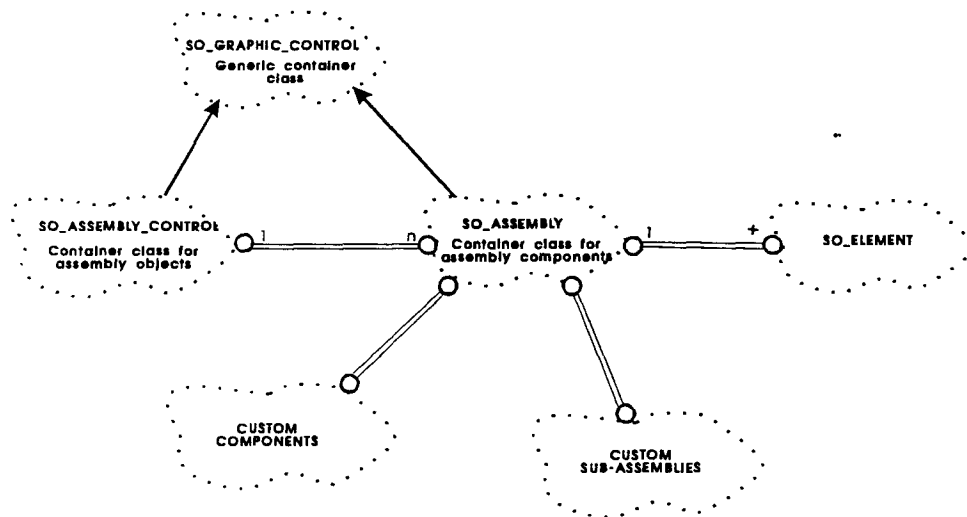 SO_GRAPHIC_CONTROL
Generic container
class
SO_ASSEMBLY_CONTROL
Container class for
assembly objects
1
n
SO_ASSEMBLY
Container class for
assembly components
1
+
SO_ELEMENT
CUSTOM
COMPONENTS
CUSTOM
SUB-ASSEMBLIES